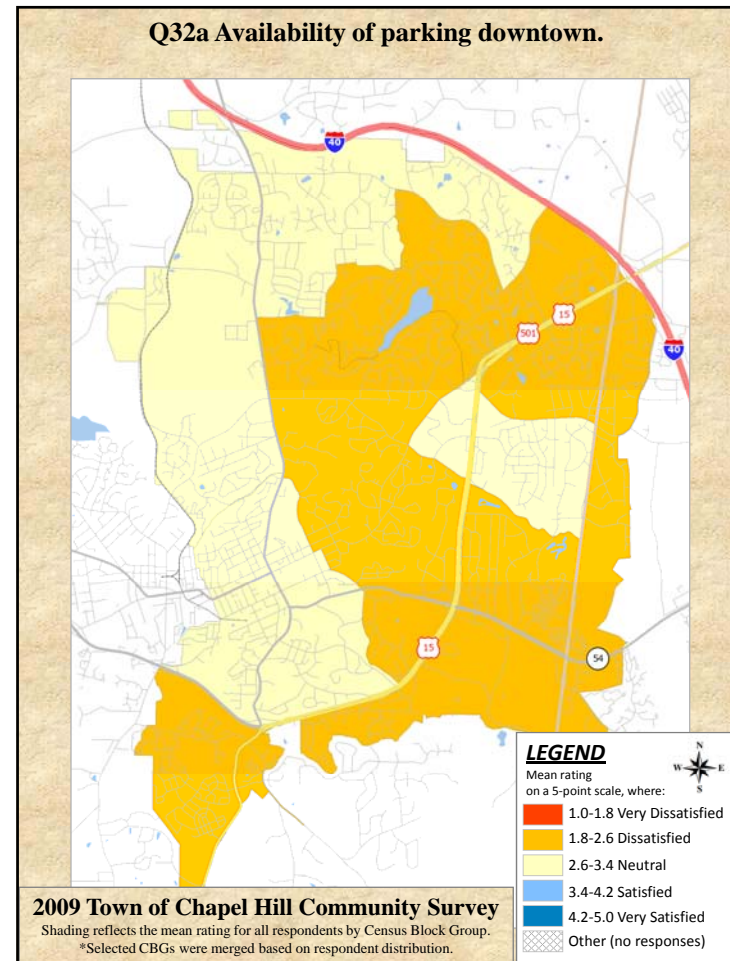 Q32a Availability of parking downtown.
40
15
501
40
15
54
LEGEND
Mean rating
on a 5-point scale, where:
N
W E
S
1.0-1.8 Very Dissatisfied
1.8-2.6 Dissatisfied
2.6-3.4 Neutral
3.4-4.2 Satisfied
4.2-5.0 Very Satisfied
Other (no responses)
2009 Town of Chapel Hill Community Survey
Shading reflects the mean rating for all respondents by Census Block Group.
*Selected CBGs were merged based on respondent distribution.